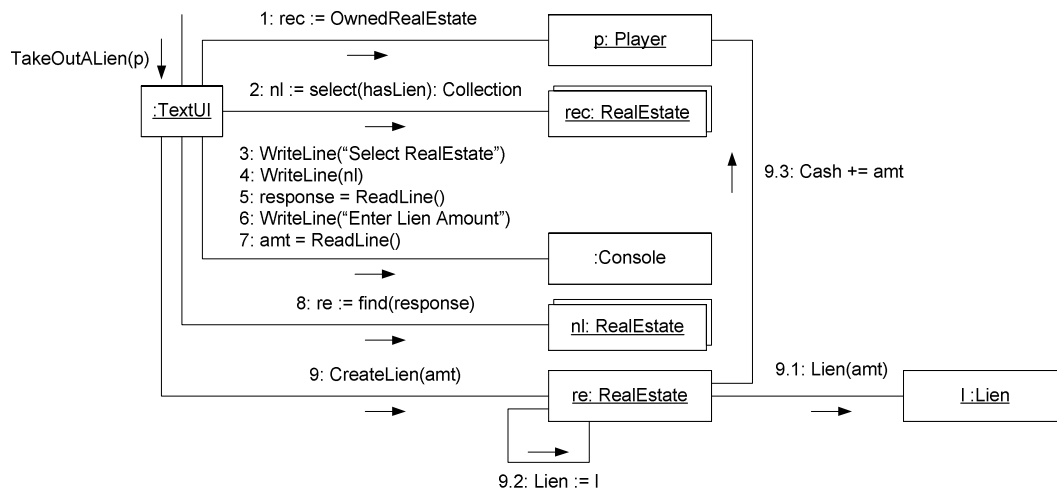 1: rec := OwnedRealEstate
p: Player
TakeOutALien(p)
:TextUI
2: nl := select(hasLien): Collection
rec: RealEstate
3: WriteLine(“Select RealEstate”)
4: WriteLine(nl)
5: response = ReadLine()
6: WriteLine(“Enter Lien Amount”)
7: amt = ReadLine()
9.3: Cash += amt
:Console
8: re := find(response)
nl: RealEstate
9: CreateLien(amt)
re: RealEstate
9.1: Lien(amt)
l :Lien
9.2: Lien := l